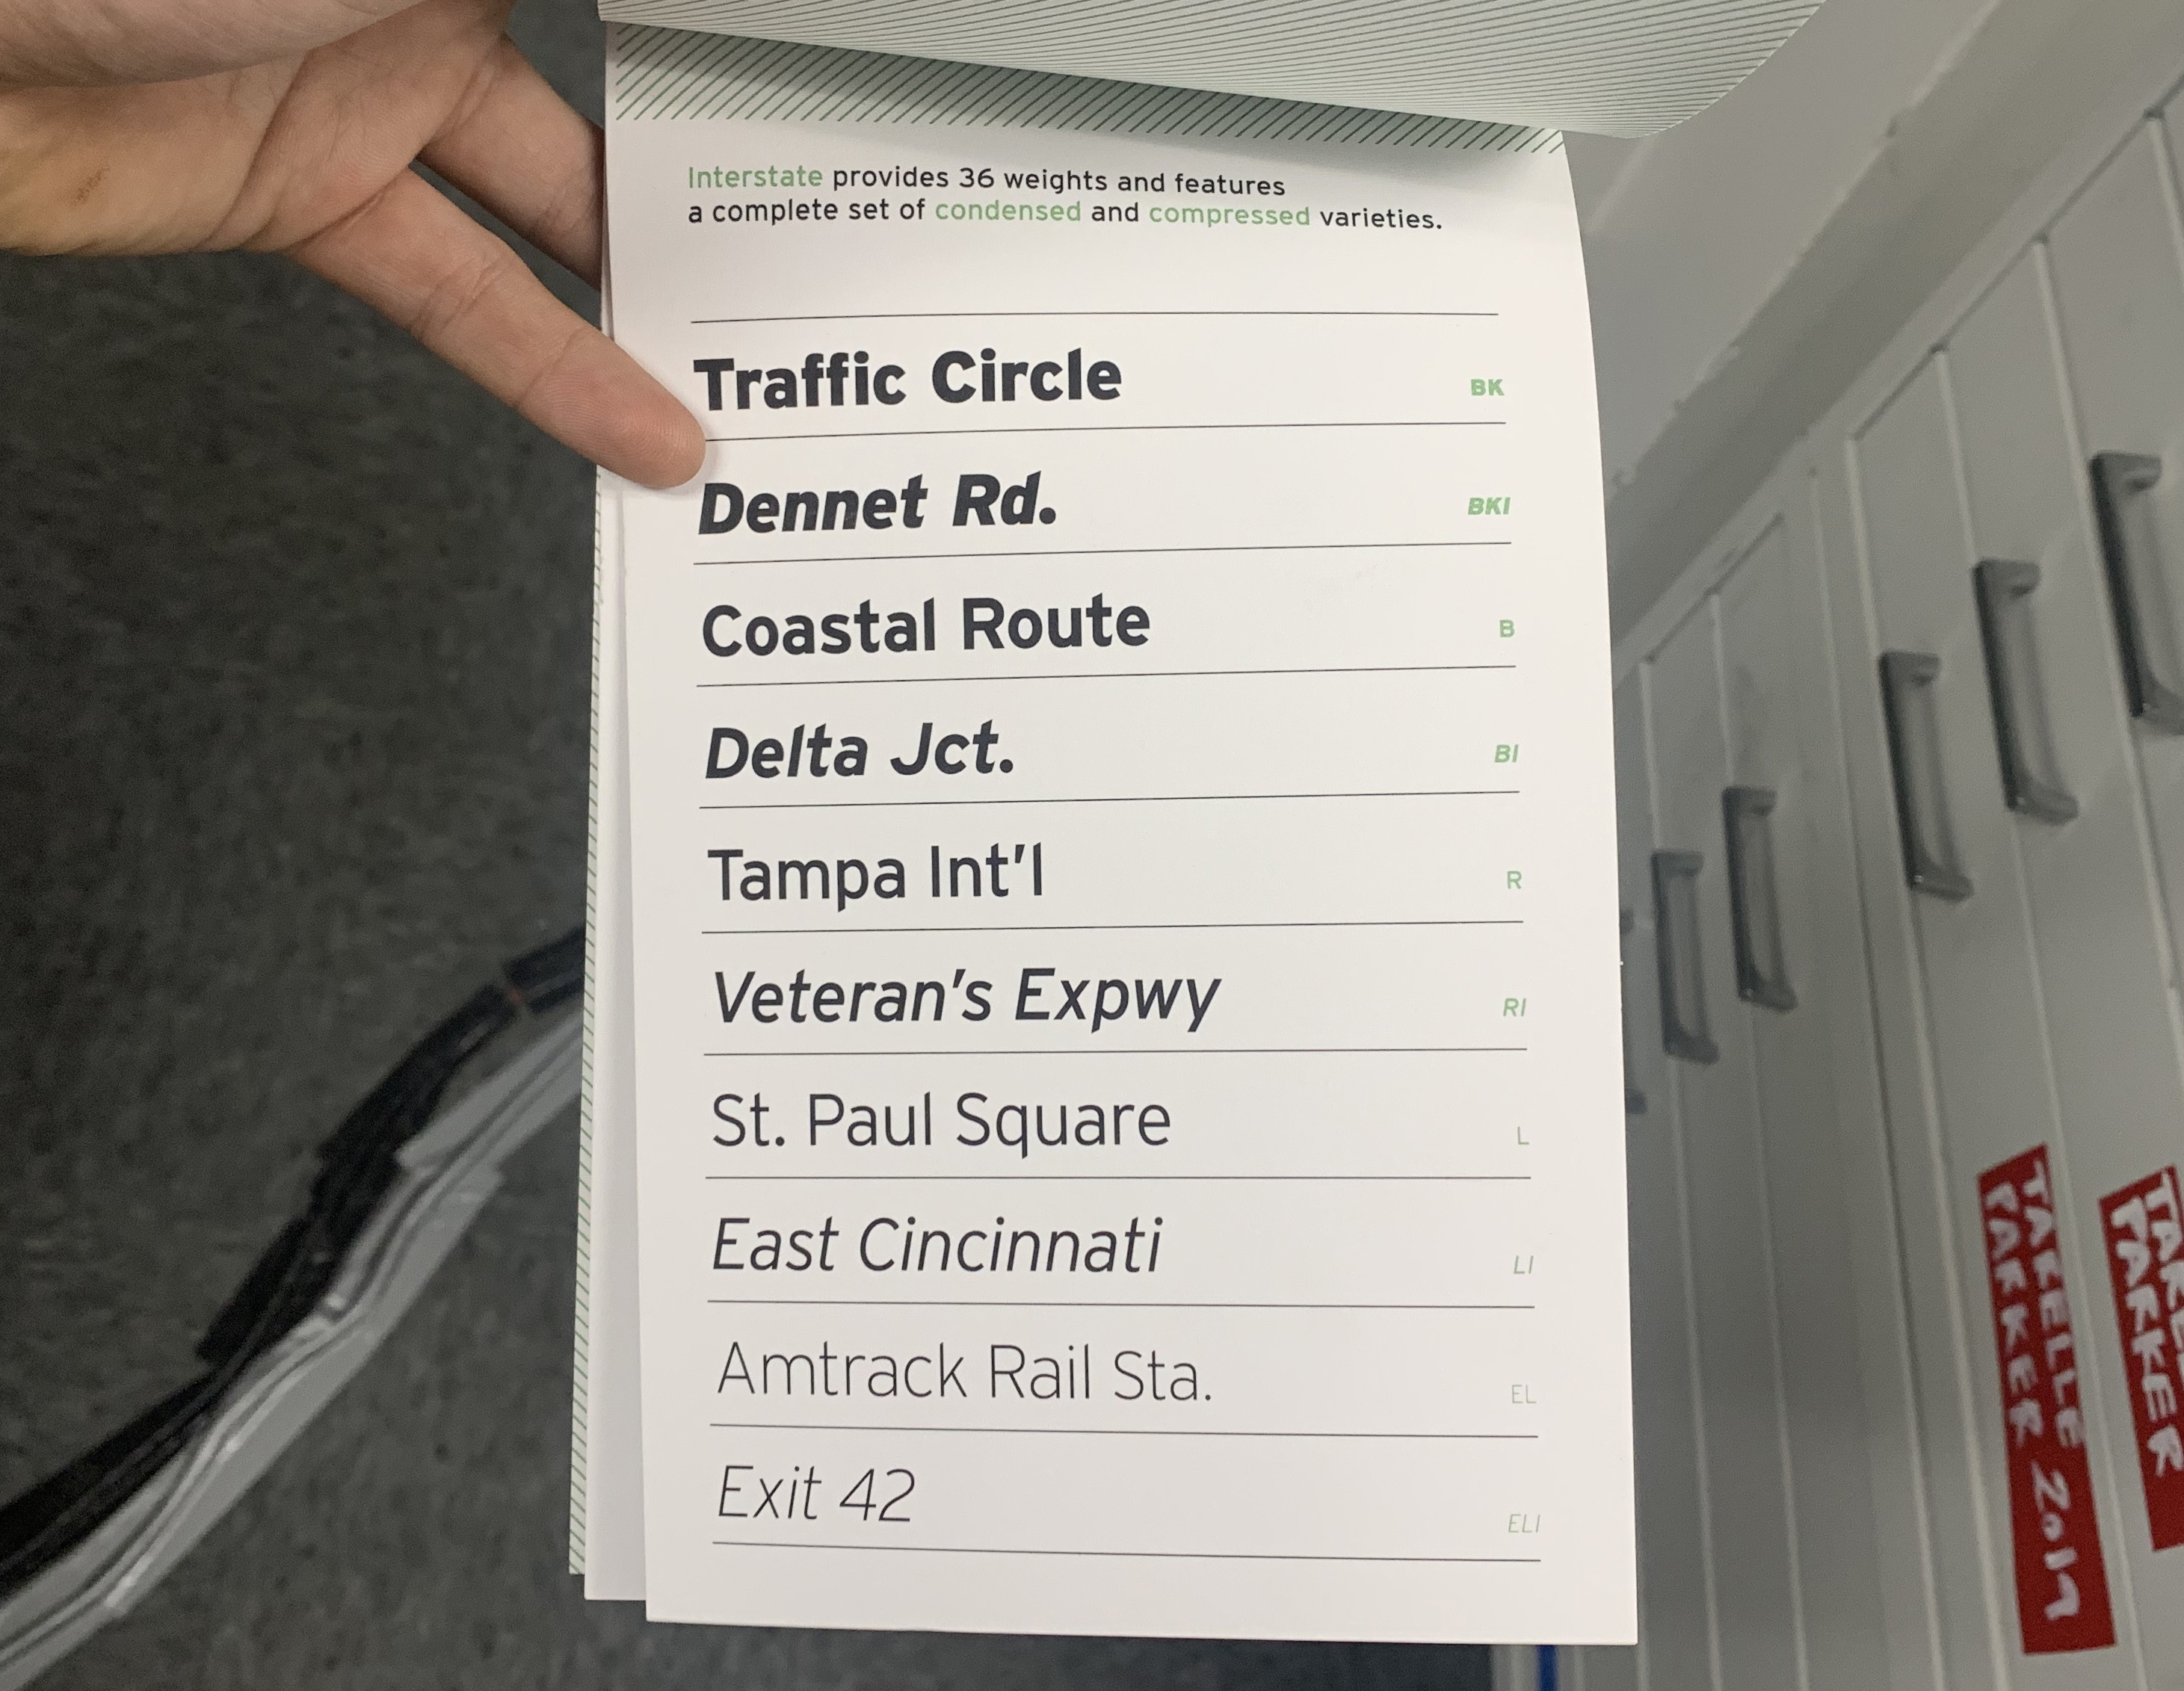 Interstate provides 36 weights and features
a complete set of condensed and compressed varieties.
Traffic Circle BK
Dennet Rd. BKI
Coastal Route B
Delta Jct. BI
Tampa Int'l R
Veteran's Expwy RI
St. Paul Square L
East Cincinnati LI
Amtrack Rail Sta. EL
Exit 42 ELI
TAKELLE
PARKER 2019
PARKER